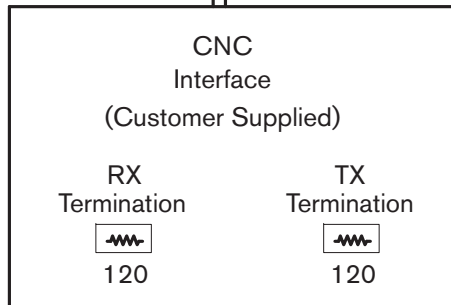 CNC
Interface
(Customer Supplied)
RX TX
Termination Termination
120 120